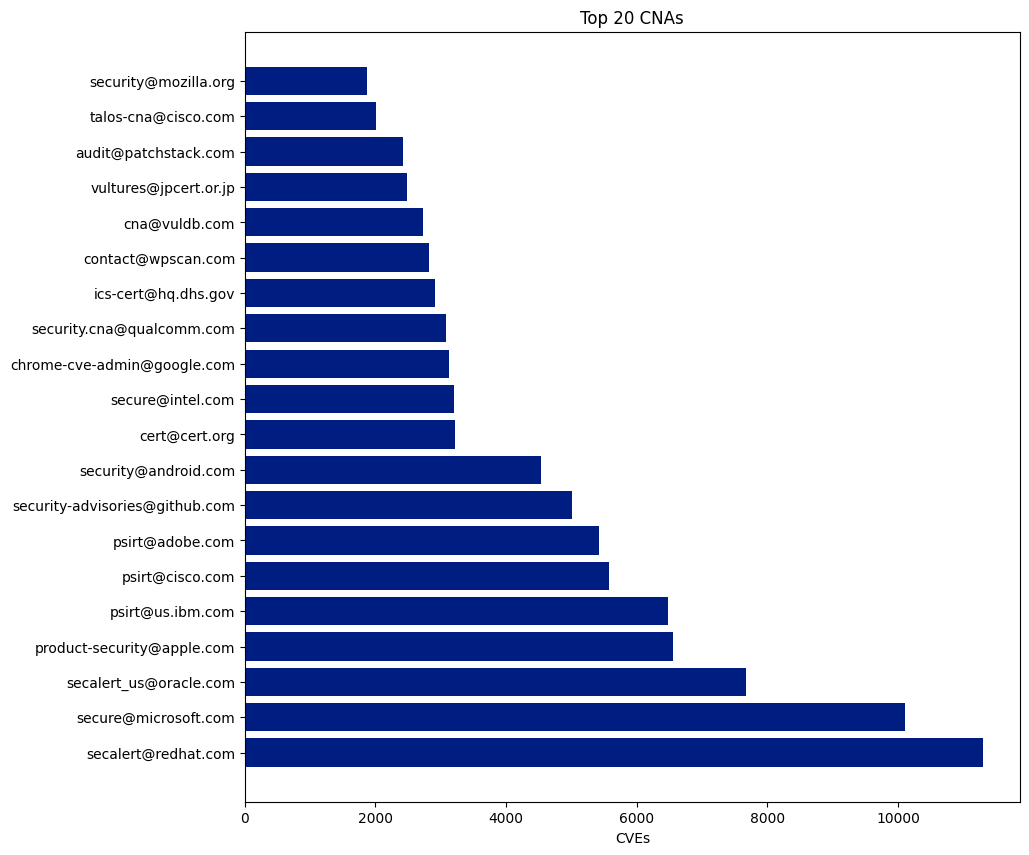 Top 20 CNAs
security@mozilla.org
talos-cna@cisco.com
audit@patchstack.com
vultures@jpcert.or.jp
cna@vuldb.com
contact@wpscan.com
ics-cert@hq.dhs.gov
security.cna@qualcomm.com
chrome-cve-admin@google.com
secure@intel.com
cert@cert.org
security@android.com
security-advisories@github.com
psirt@adobe.com
psirt@cisco.com
psirt@us.ibm.com
product-security@apple.com
secalert_us@oracle.com
secure@microsoft.com
secalert@redhat.com
0 2000 4000 6000 8000 10000
CVEs